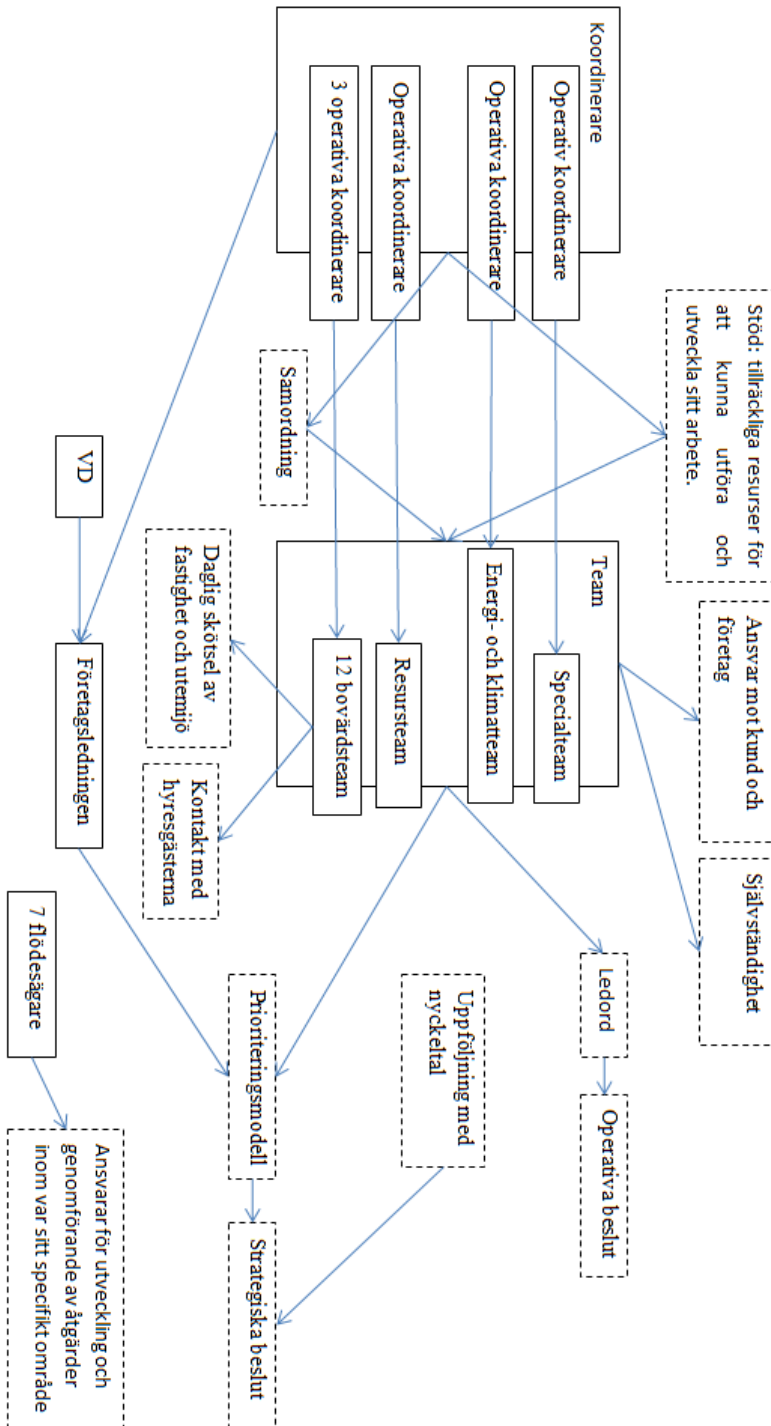 Stöd: tillräckliga resurser för
att kunna utföra och
utveckla sitt arbete.
Ansvar mot kund och
företag
Självständighet
Koordinerare
Operativ koordinerare
Operativa koordinerare
Operativa koordinerare
3 operativa koordinerare
Team
Specialteam
Energi- och klimatteam
Resursteam
12 bovärdsteam
Ledord
Operativa beslut
Samordning
Uppföljning med
nyckeltal
Daglig skötsel av
fastighet och utemijö
Kontakt med
hyresgästerna
Prioriteringsmodell
Strategiska beslut
VD
Företagsledningen
7 flödesägare
Ansvarar för utveckling och
genomförande av åtgärder
inom var sitt specifikt område